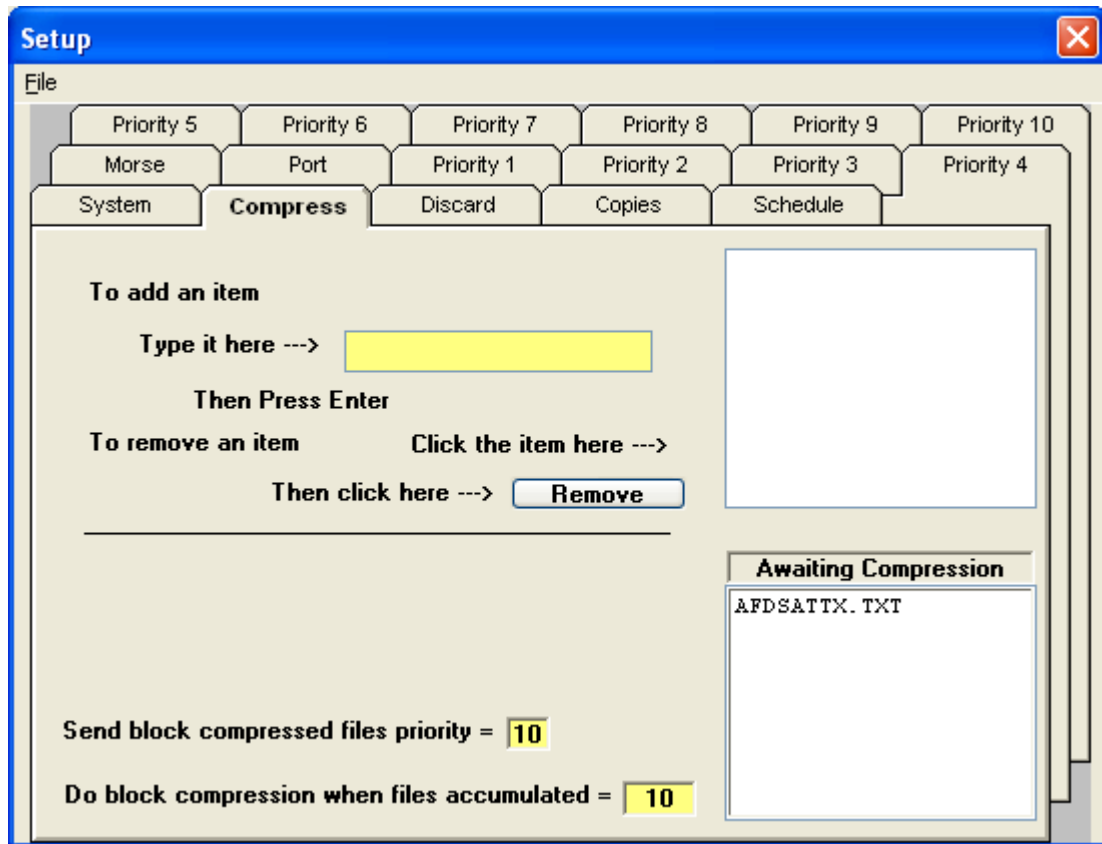 Setup
File
Priority 5 Priority 6 Priority 7 Priority 8 Priority 9 Priority 10
Morse Port Priority 1 Priority 2 Priority 3 Priority 4
System Compress Discard Copies Schedule
To add an item
Type it here --->
Then Press Enter
To remove an item Click the item here --->
Then click here ---> Remove
Awaiting Compression
AFDSATTX.TXT
Send block compressed files priority = 10
Do block compression when files accumulated = 10